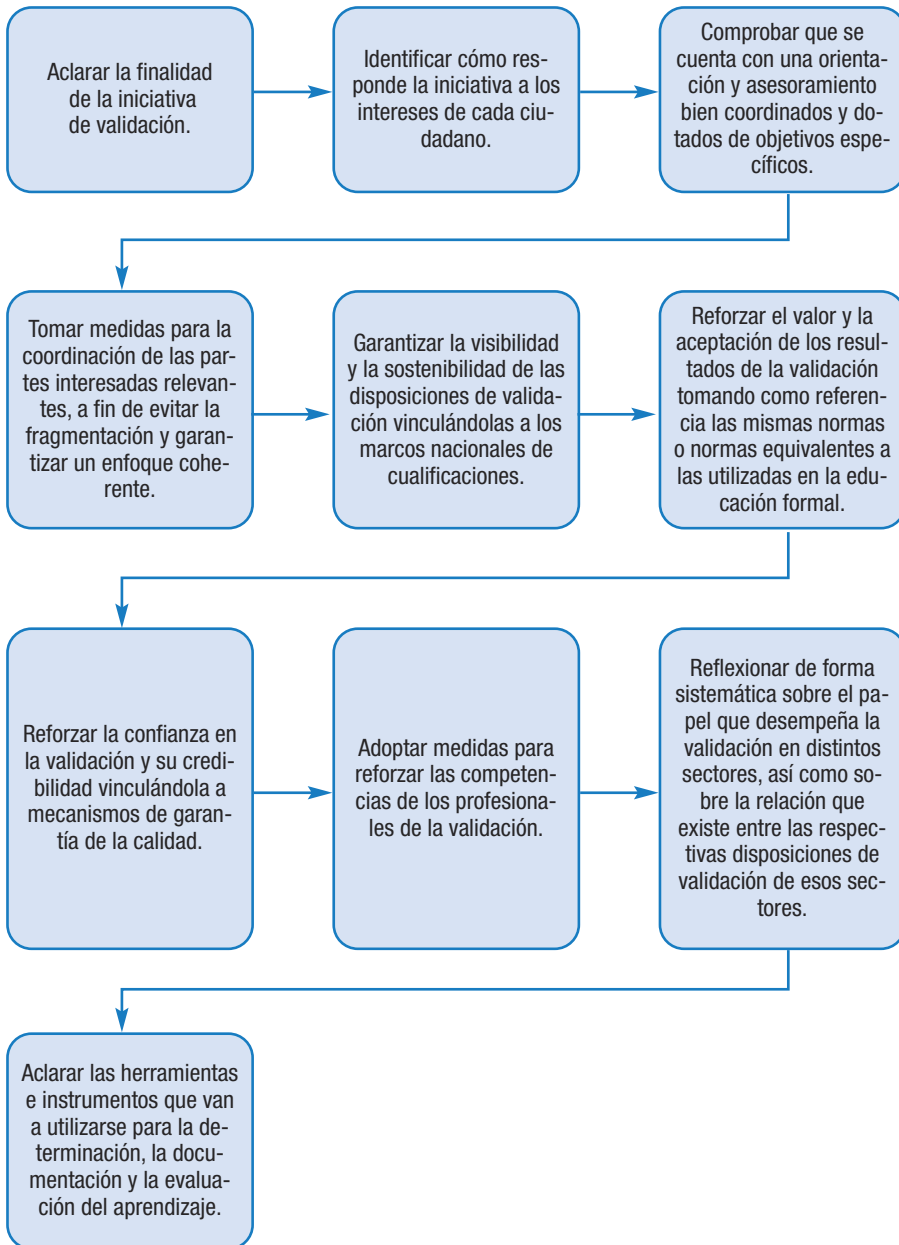 Aclarar la finalidad
de la iniciativa
de validación.
Identificar cómo res-
ponde la iniciativa a los
intereses de cada ciu-
dadano.
Comprobar que se
cuenta con una orienta-
ción y asesoramiento
bien coordinados y do-
tados de objetivos espe-
cíficos.
Tomar medidas para la
coordinación de las par-
tes interesadas relevan-
tes, a fin de evitar la
fragmentación y garan-
tizar un enfoque cohe-
rente.
Garantizar la visibilidad
y la sostenibilidad de las
disposiciones de valida-
ción vinculándolas a los
marcos nacionales de
cualificaciones.
Reforzar el valor y la
aceptación de los resul-
tados de la validación
tomando como referencia
las mismas normas
o normas equivalentes a
las utilizadas en la edu-
cación formal.
Reforzar la confianza en
la validación y su credi-
bilidad vinculándola a
mecanismos de garan-
tía de la calidad.
Adoptar medidas para
reforzar las competen-
cias de los profesiona-
les de la validación.
Reflexionar de forma
sistemática sobre el pa-
pel que desempeña la
validación en distintos
sectores, así como so-
bre la relación que
existe entre las respec-
tivas disposiciones de
validación de esos sec-
tores.
Aclarar las herramientas
e instrumentos que van
a utilizarse para la de-
terminación, la docu-
mentación y la evalua-
ción del aprendizaje.